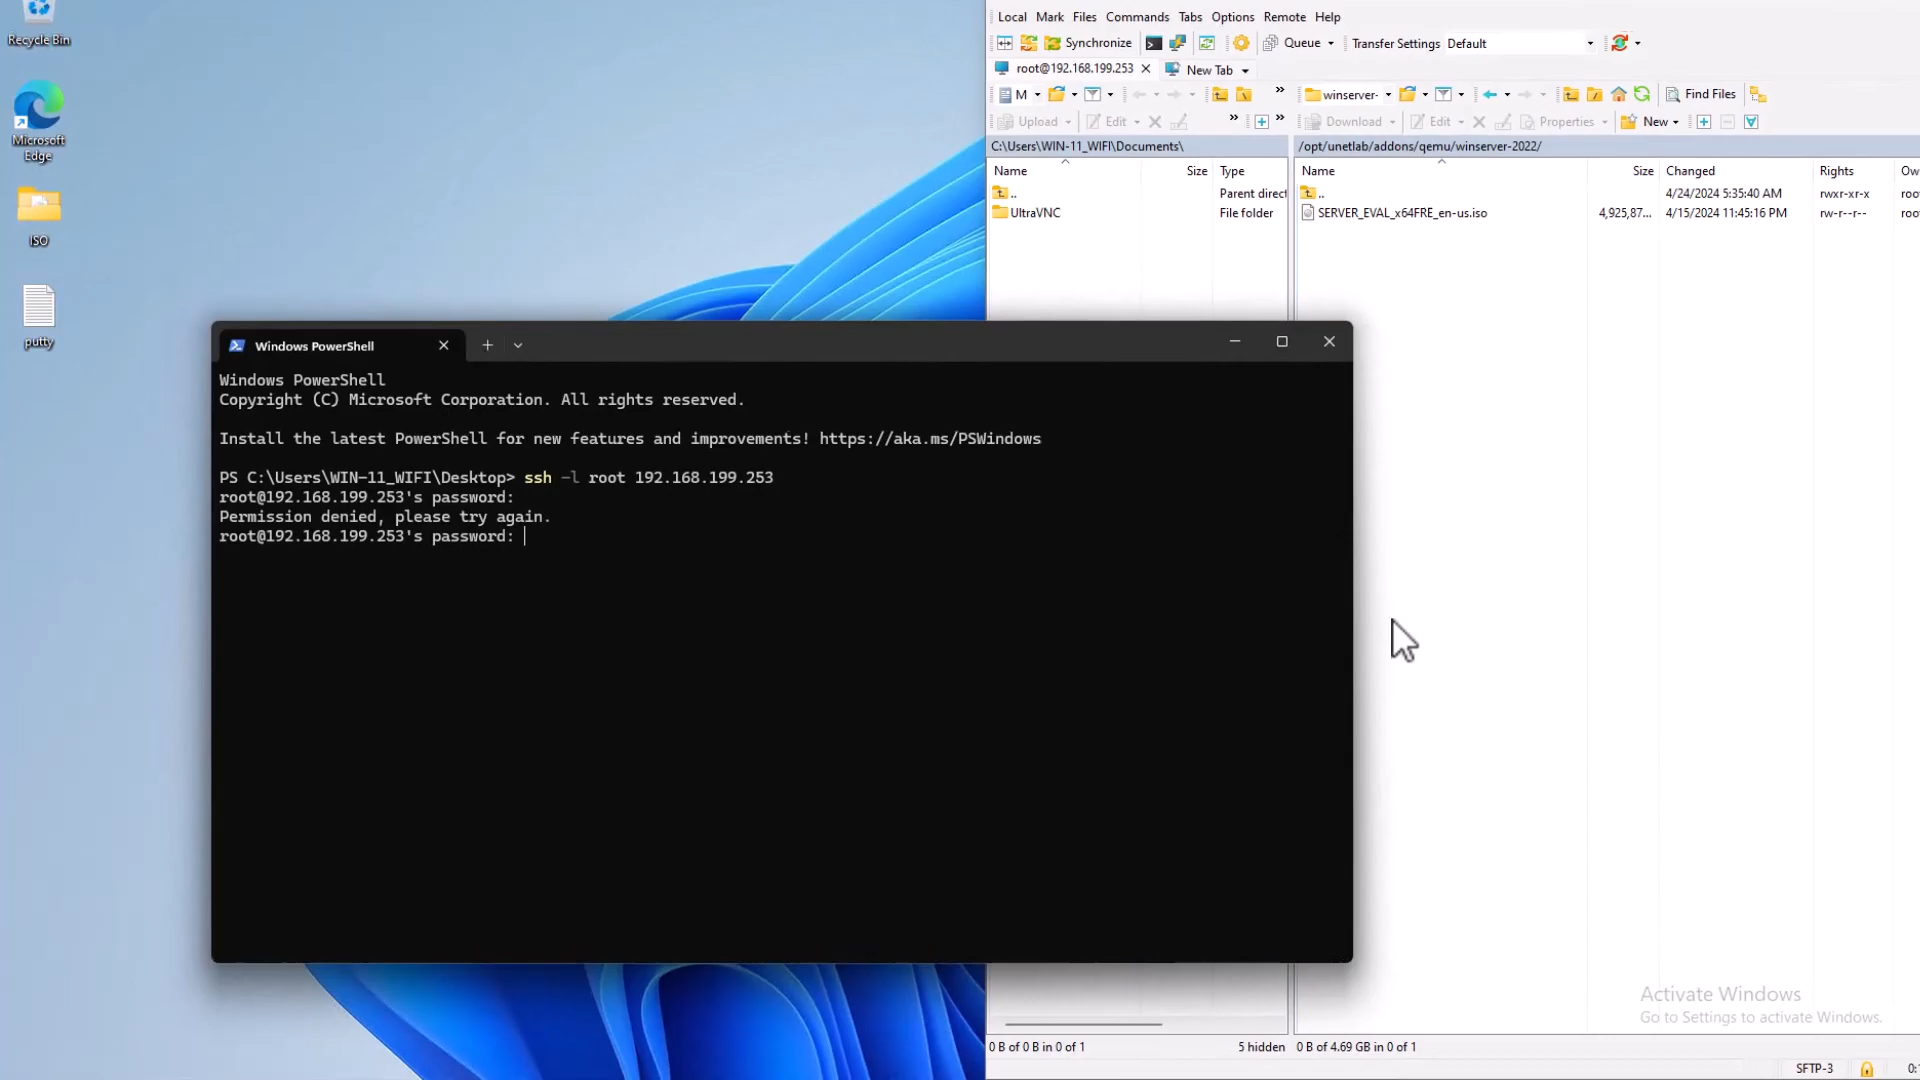 Recycle Bin
Microsoft
Edge
ISO
putty
Local Mark Files Commands Tabs Options Remote Help
Synchronize Queue Transfer Settings Default
root@192.168.199.253 New Tab
M winserver- Find Files
Upload Edit Download Edit Properties New
C:\Users\WIN-11_WIFI\Documents\ /opt/unetlab/addons/qemu/winserver-2022/
Name Size Type Name Size Changed Rights Ow
.. Parent direct .. 4/24/2024 5:35:40 AM rwxr-xr-x roo
UltraVNC File folder SERVER_EVAL_x64FRE_en-us.iso 4,925,87... 4/15/2024 11:45:16 PM rw-r--r-- roo
Windows PowerShell
Windows PowerShell
Copyright (C) Microsoft Corporation. All rights reserved.
Install the latest PowerShell for new features and improvements! https://aka.ms/PSWindows
PS C:\Users\WIN-11_WIFI\Desktop> ssh -l root 192.168.199.253
root@192.168.199.253's password:
Permission denied, please try again.
root@192.168.199.253's password:
Activate Windows
Go to Settings to activate Windows.
0 B of 0 B in 0 of 1 5 hidden 0 B of 4.69 GB in 0 of 1
SFTP-3 0: